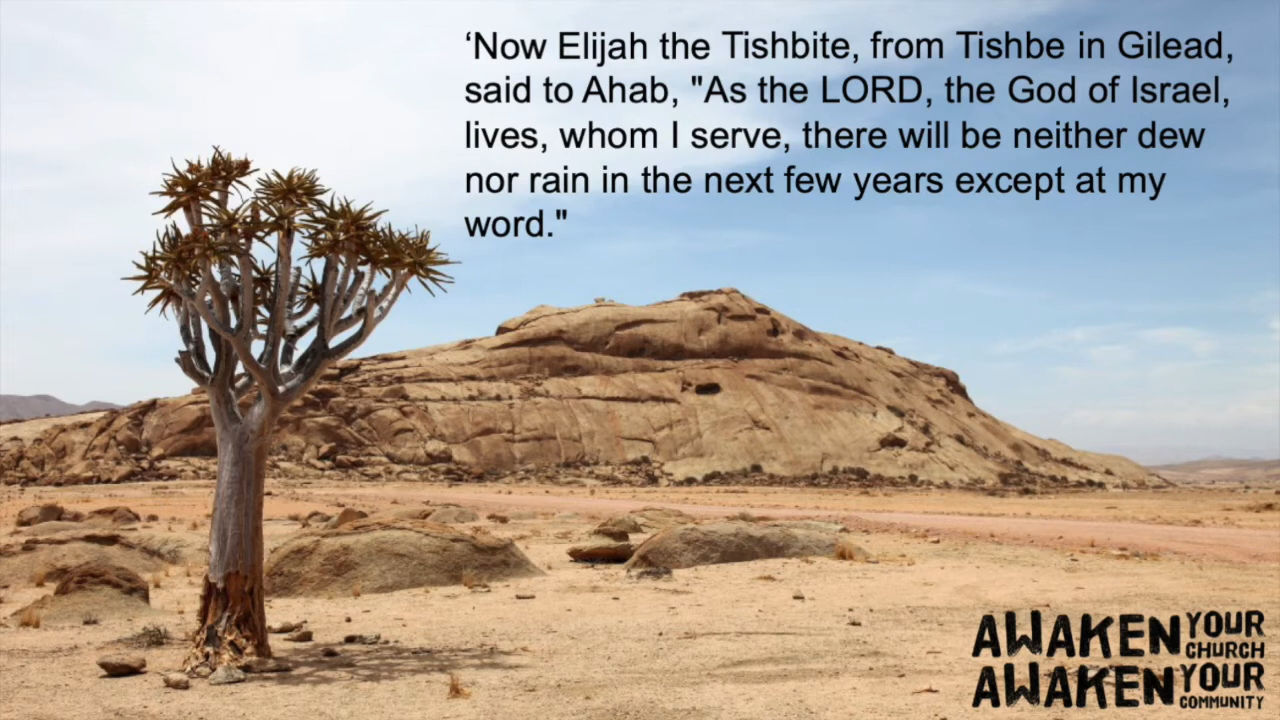 ‘Now Elijah the Tishbite, from Tishbe in Gilead,
said to Ahab, "As the LORD, the God of Israel,
lives, whom I serve, there will be neither dew
nor rain in the next few years except at my
word."
AWAKEN YOUR CHURCH
AWAKEN YOUR COMMUNITY